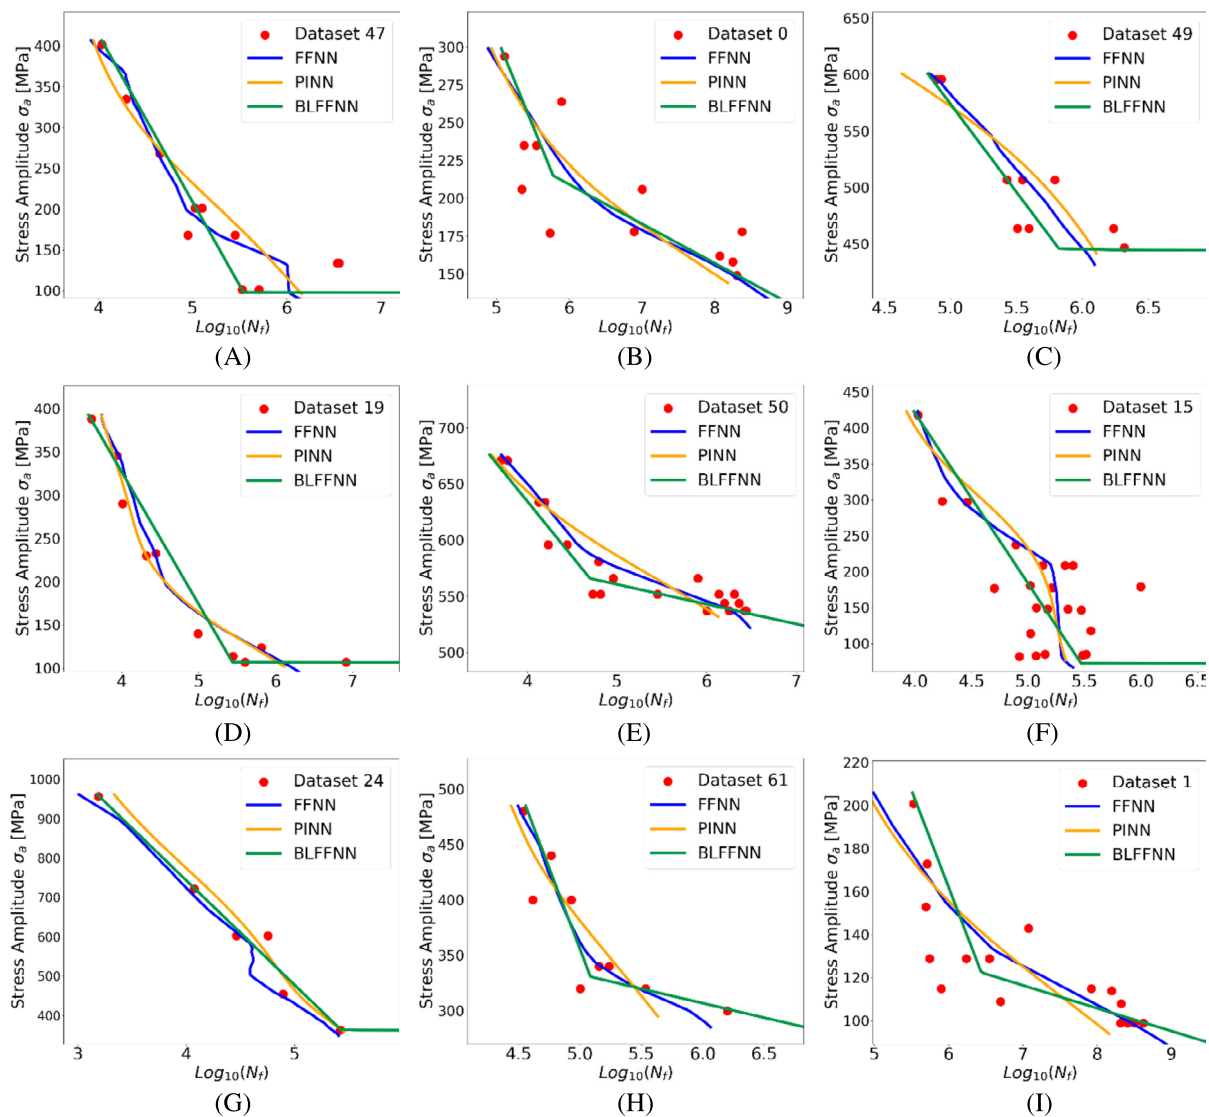 Stress Amplitude σa [MPa]
400
350
300
250
200
150
100
Dataset 47
FFNN
PINN
BLFFNN
4 5 6 7
Log10(Nf)
(A)
Stress Amplitude σa [MPa]
300
275
250
225
200
175
150
Dataset 0
FFNN
PINN
BLFFNN
5 6 7 8 9
Log10(Nf)
(B)
Stress Amplitude σa [MPa]
650
600
550
500
450
Dataset 49
FFNN
PINN
BLFFNN
4.5 5.0 5.5 6.0 6.5
Log10(Nf)
(C)
Stress Amplitude σa [MPa]
400
350
300
250
200
150
100
Dataset 19
FFNN
PINN
BLFFNN
4 5 6 7
Log10(Nf)
(D)
Stress Amplitude σa [MPa]
700
650
600
550
500
Dataset 50
FFNN
PINN
BLFFNN
4 5 6 7
Log10(Nf)
(E)
Stress Amplitude σa [MPa]
450
400
350
300
250
200
150
100
Dataset 15
FFNN
PINN
BLFFNN
4.0 4.5 5.0 5.5 6.0 6.5
Log10(Nf)
(F)
Stress Amplitude σa [MPa]
1000
900
800
700
600
500
400
Dataset 24
FFNN
PINN
BLFFNN
3 4 5
Log10(Nf)
(G)
Stress Amplitude σa [MPa]
500
450
400
350
300
Dataset 61
FFNN
PINN
BLFFNN
4.5 5.0 5.5 6.0 6.5
Log10(Nf)
(H)
Stress Amplitude σa [MPa]
220
200
180
160
140
120
100
Dataset 1
FFNN
PINN
BLFFNN
5 6 7 8 9
Log10(Nf)
(I)